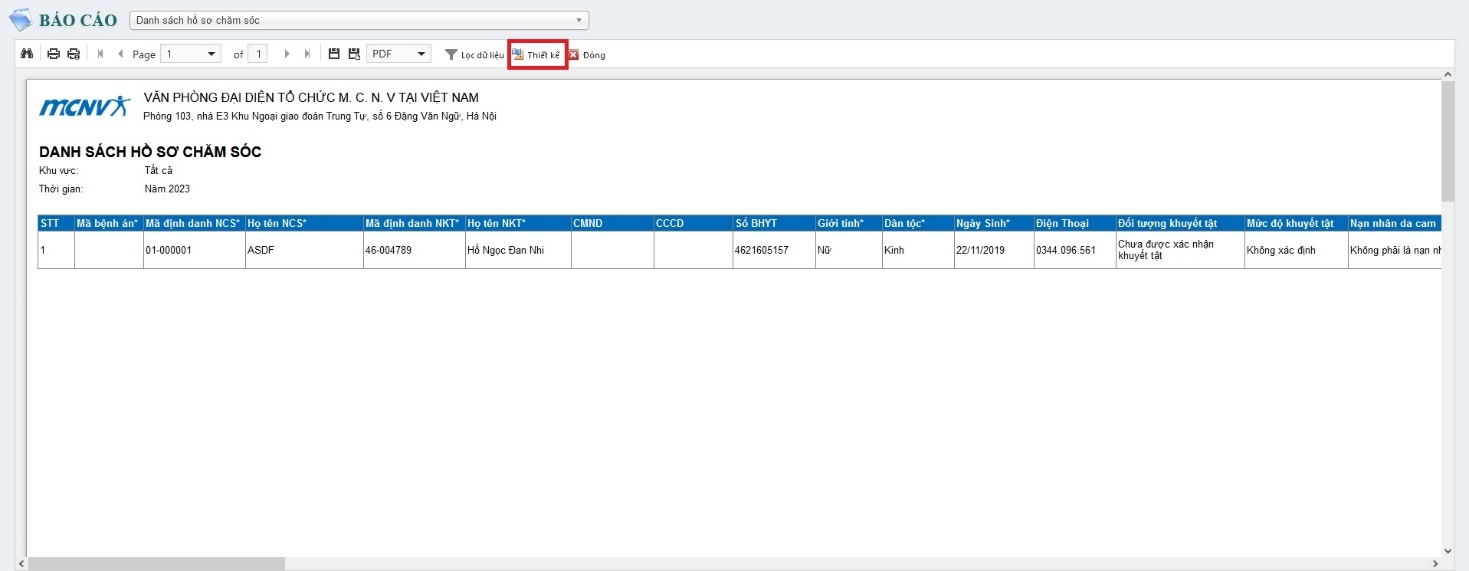 BÁO CÁO Danh sách hồ sơ chăm sóc
Page 1 of 1 PDF Lọc dữ liệu Thiết kế Đóng
mcnv VĂN PHÒNG ĐẠI DIỆN TỔ CHỨC M. C. N. V TẠI VIỆT NAM
Phòng 103, nhà E3 Khu Ngoại giao đoàn Trung Tự, số 6 Đặng Văn Ngữ, Hà Nội
DANH SÁCH HỒ SƠ CHĂM SÓC
Khu vực: Tất cả
Thời gian: Năm 2023
STT Mã bệnh án* Mã định danh NCS* Họ tên NCS* Mã định danh NKT* Họ tên NKT* CMND CCCD Số BHYT Giới tính* Dân tộc* Ngày Sinh* Điện Thoại Đối tượng khuyết tật Mức độ khuyết tật Nạn nhân da cam
1 01-000001 ASDF 46-004789 Hồ Ngọc Đan Nhi 4621605157 Nữ Kinh 22/11/2019 0344.096.561 Chưa được xác nhận khuyết tật Không xác định Không phải là nạn nh